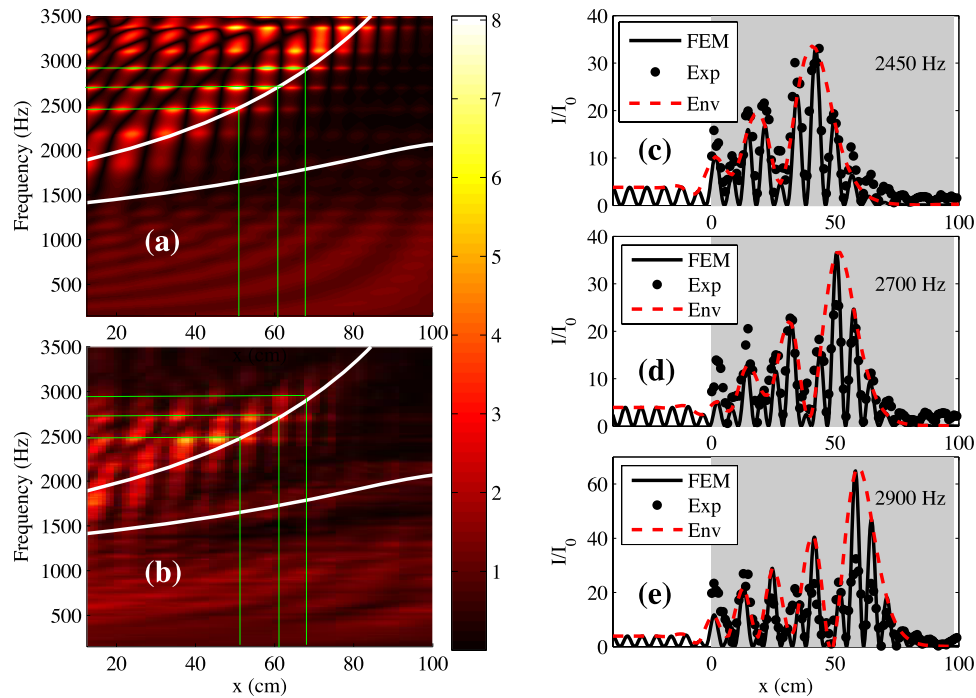 3500
3000
2500
2000
1500
1000
500
Frequency (Hz)
(a)
20 40 60 80 100
x (cm)
3500
3000
2500
2000
1500
1000
500
Frequency (Hz)
(b)
20 40 60 80 100
x (cm)
8
7
6
5
4
3
2
1
40
30
20
10
0
I/I0
FEM
Exp
Env
2450 Hz
(c)
0 50 100
40
30
20
10
0
I/I0
FEM
Exp
Env
2700 Hz
(d)
0 50 100
60
40
20
0
I/I0
FEM
Exp
Env
2900 Hz
(e)
0 50 100
x (cm)